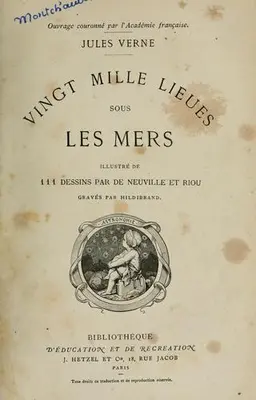 Montchau
Ouvrage couronné par l'Académie française.
JULES VERNE
VINGT MILLE LIEUES
SOUS
LES MERS
ILLUSTRÉ DE
111 DESSINS PAR DE NEUVILLE ET RIOU
GRAVÉS PAR HILDIBRAND.
ASTRONOMIE
BIBLIOTHÈQUE
D'ÉDUCATION ET DE RÉCRÉATION
J. HETZEL ET Cie, 18, RUE JACOB
PARIS
Tous droits de traduction et de reproduction réservés.